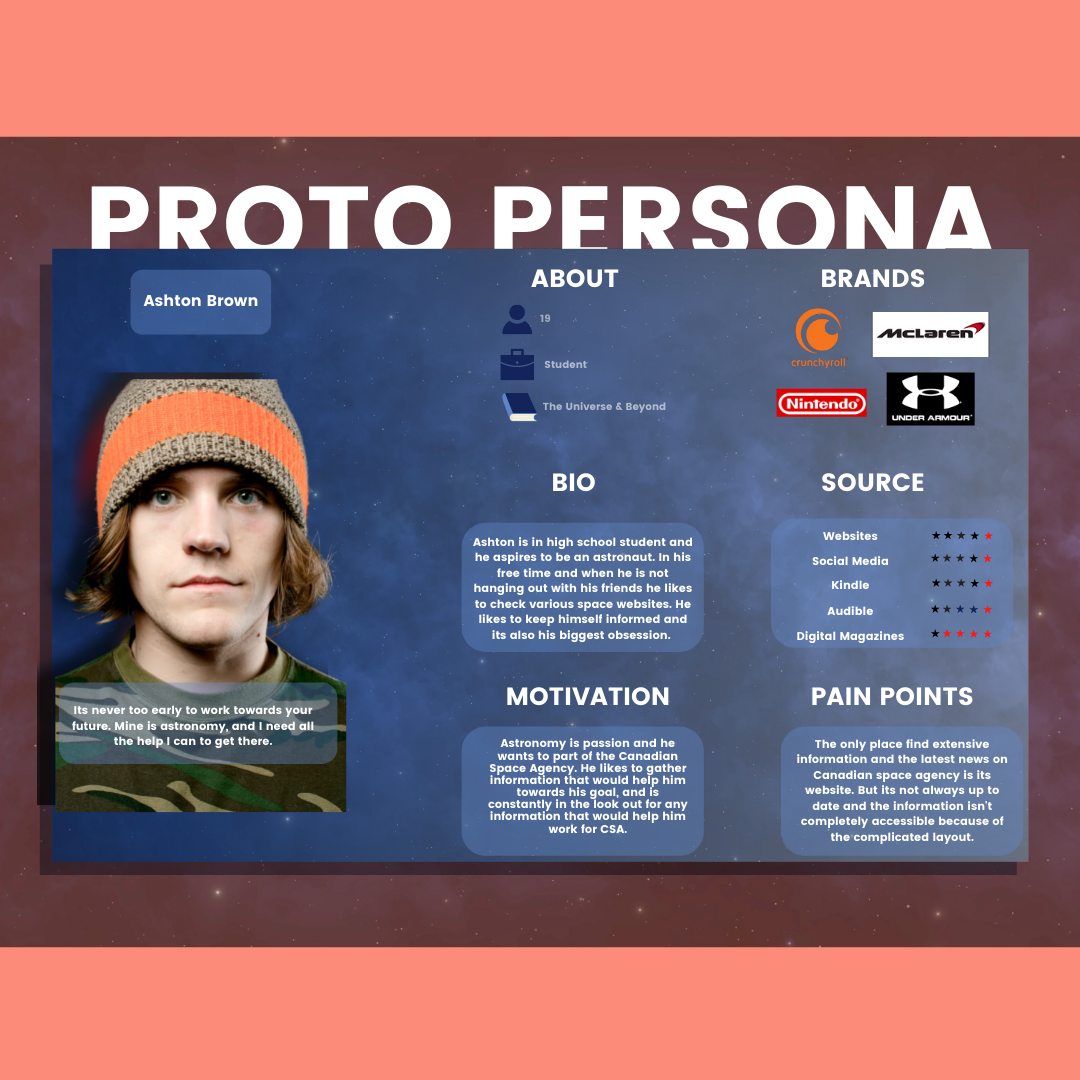 PROTO PERSONA
Ashton Brown
Its never too early to work towards your
future. Mine is astronomy, and I need all
the help I can to get there.
ABOUT
19
Student
The Universe & Beyond
BRANDS
crunchyroll
McLaren
Nintendo
UNDER ARMOUR
BIO
Ashton is in high school student and
he aspires to be an astronaut. In his
free time and when he is not
hanging out with his friends he likes
to check various space websites. He
likes to keep himself informed and
its also his biggest obsession.
SOURCE
Websites
Social Media
Kindle
Audible
Digital Magazines
MOTIVATION
Astronomy is passion and he
wants to part of the Canadian
Space Agency. He likes to gather
information that would help him
towards his goal, and is
constantly in the look out for any
information that would help him
work for CSA.
PAIN POINTS
The only place find extensive
information and the latest news on
Canadian space agency is its
website. But its not always up to
date and the information isn't
completely accessible because of
the complicated layout.